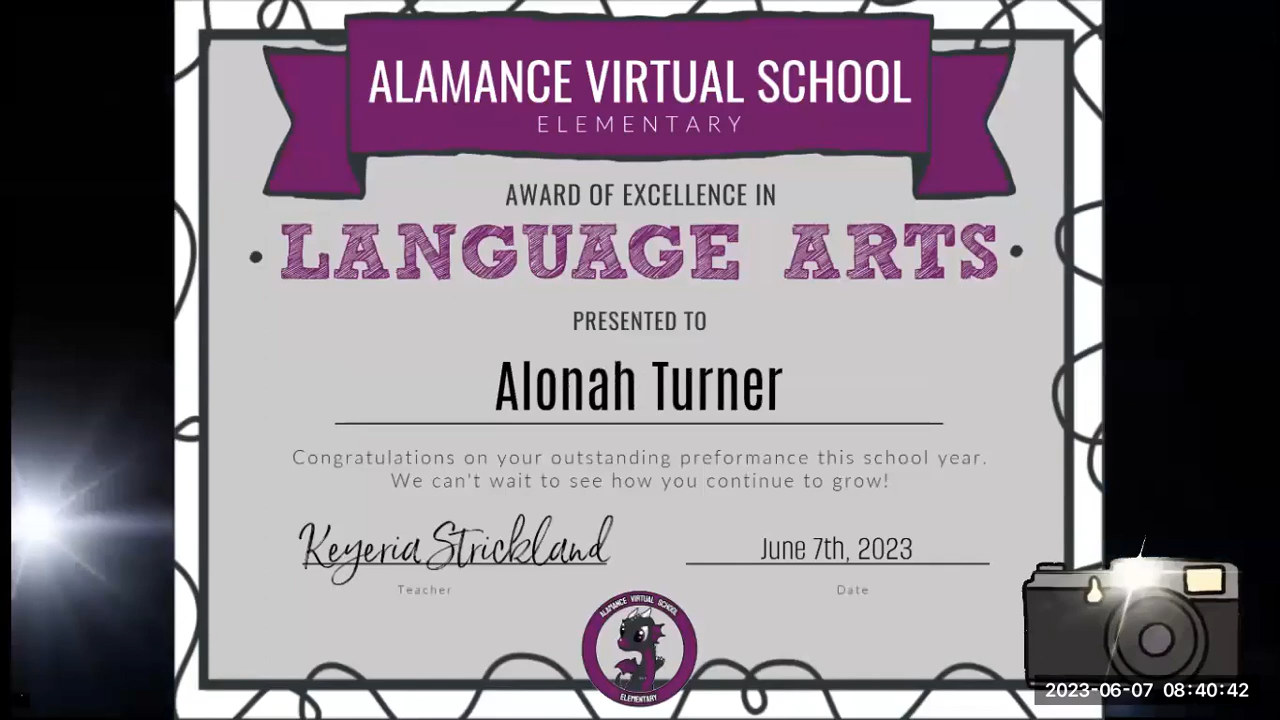 ALAMANCE VIRTUAL SCHOOL
ELEMENTARY
AWARD OF EXCELLENCE IN
• LANGUAGE ARTS •
PRESENTED TO
Alonah Turner
Congratulations on your outstanding preformance this school year.
We can't wait to see how you continue to grow!
Keyeria Strickland
June 7th, 2023
Teacher
Date
ALAMANCE VIRTUAL SCHOOL
ELEMENTARY
2023-06-07 08:40:42